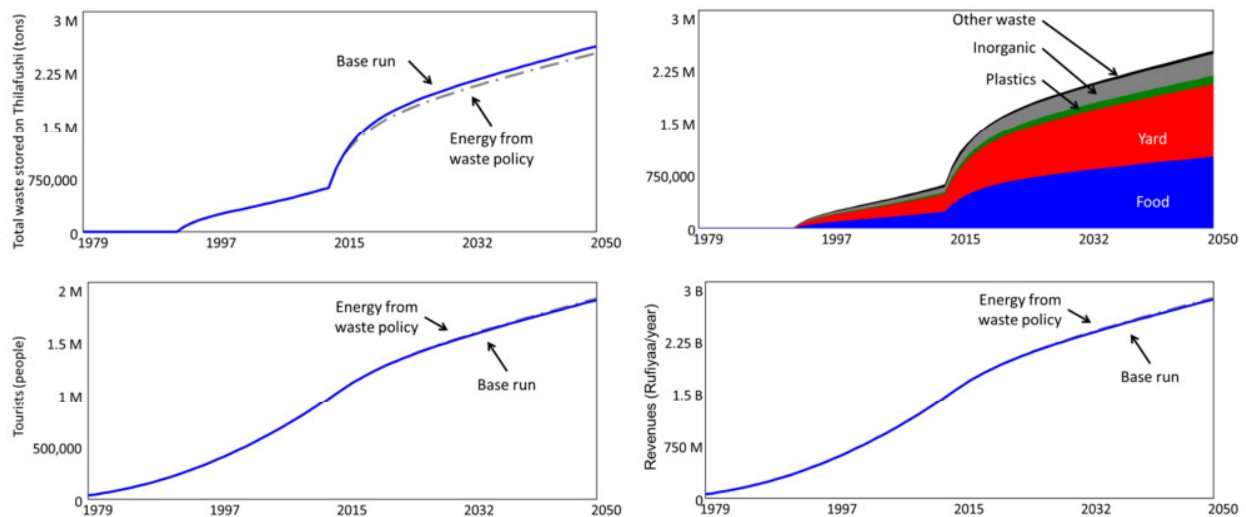 Total waste stored on Thilafushi (tons)
3 M
2.25 M
1.5 M
750,000
0
Base run
Energy from
waste policy
1979
1997
2015
2032
2050
3 M
2.25 M
1.5 M
750,000
0
Other waste
Inorganic
Plastics
Yard
Food
1979
1997
2015
2032
2050
Tourists (people)
2 M
1.5 M
1 M
500,000
0
Energy from
waste policy
Base run
1979
1997
2015
2032
2050
Revenues (Rufiyaa/year)
3 B
2.25 B
1.5 B
750 M
0
Energy from
waste policy
Base run
1979
1997
2015
2032
2050